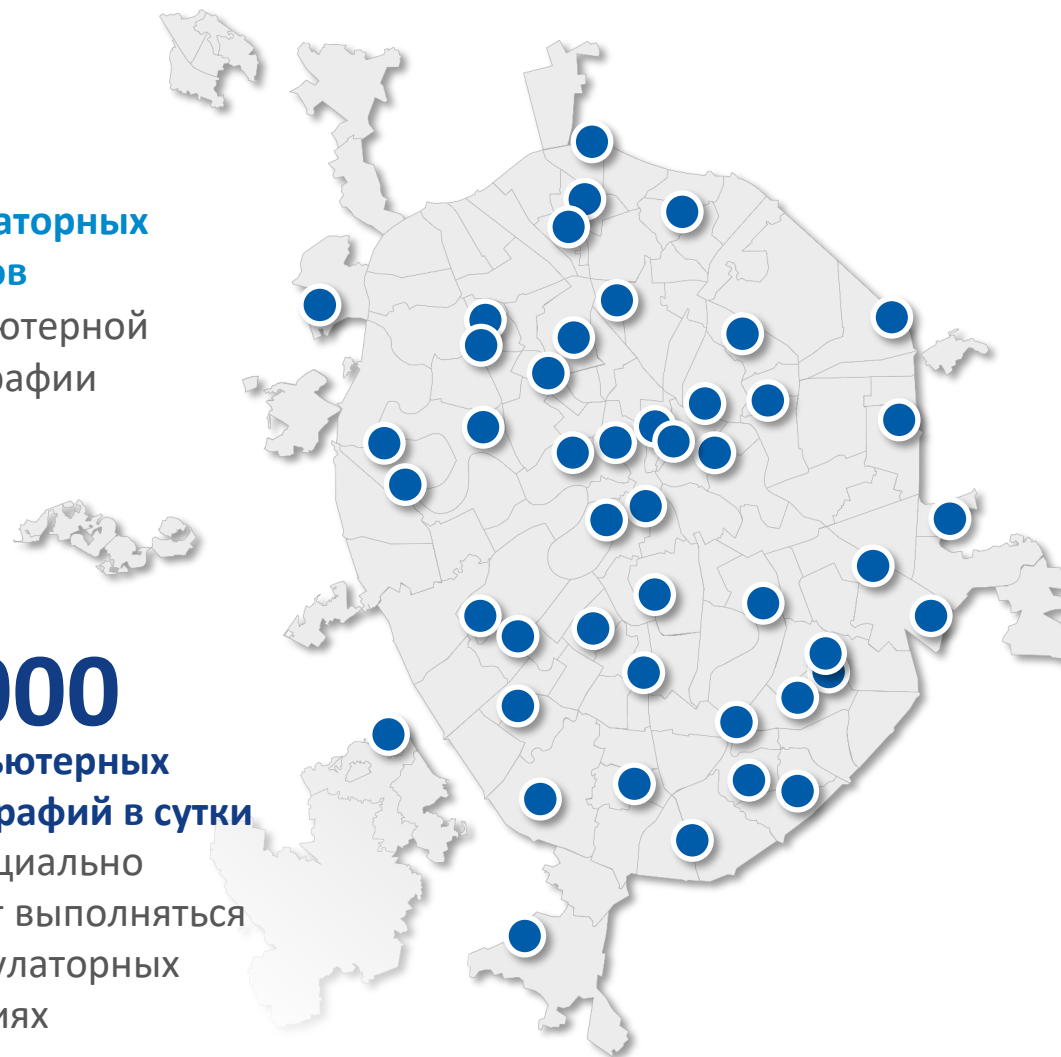 аторных
ов
ютерной
рафии
000
ьютерных
рафий в сутки
циально
т выполняться
улаторных
иях